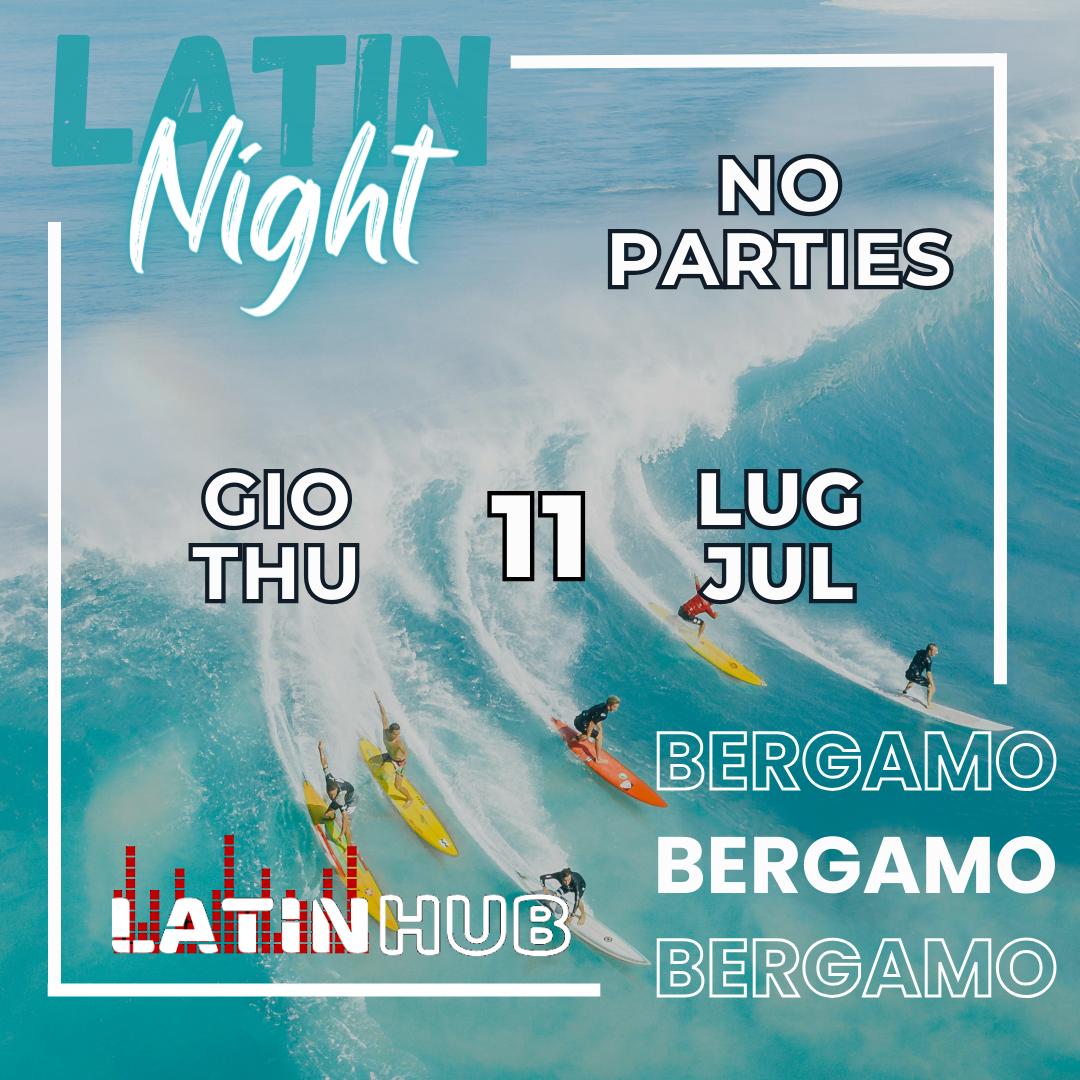 LATIN
Night
NO
PARTIES
GIO
THU
11
LUG
JUL
BERGAMO
BERGAMO
BERGAMO
LATINHUB